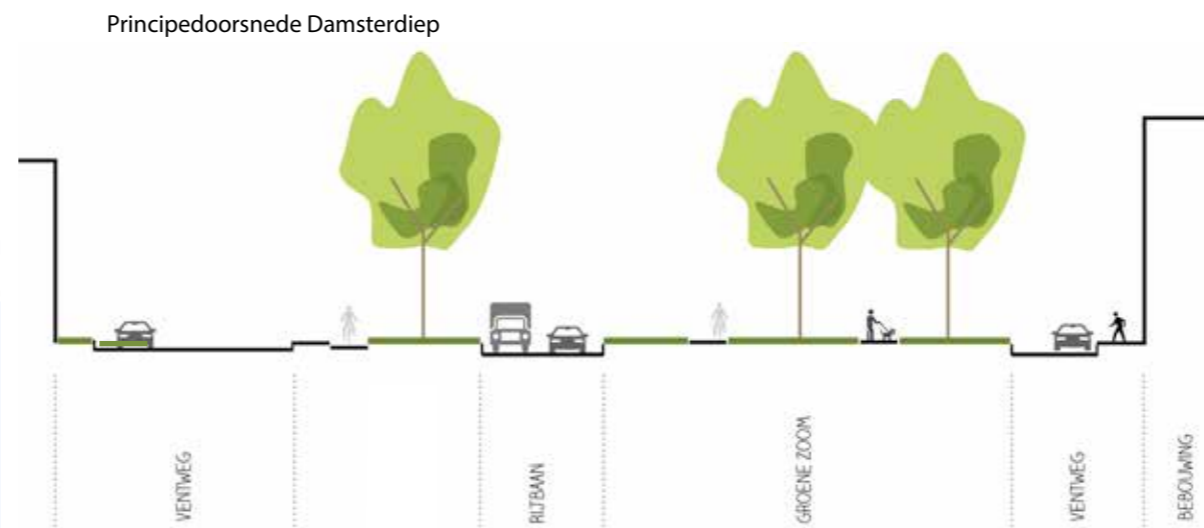 Principedoorsnede Damsterdiep
VENTWEG
RIJBAAN
GROENE ZOOM
VENTWEG
BEBOUWING